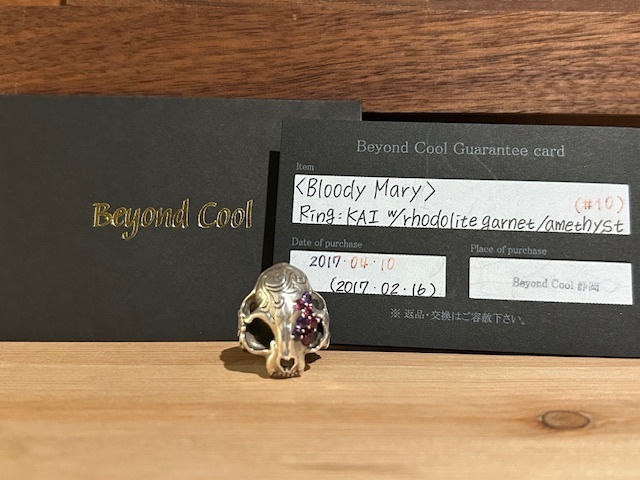 Beyond Cool
Beyond Cool Guarantee card
Item
<Bloody Mary>
(#10)
Ring: KAI w/rhodolite garnet/amethyst
Date of purchase
2017.04.10
(2017.02.16)
Place of purchase
Beyond Cool 静岡
※ 返品・交換はご容赦下さい。